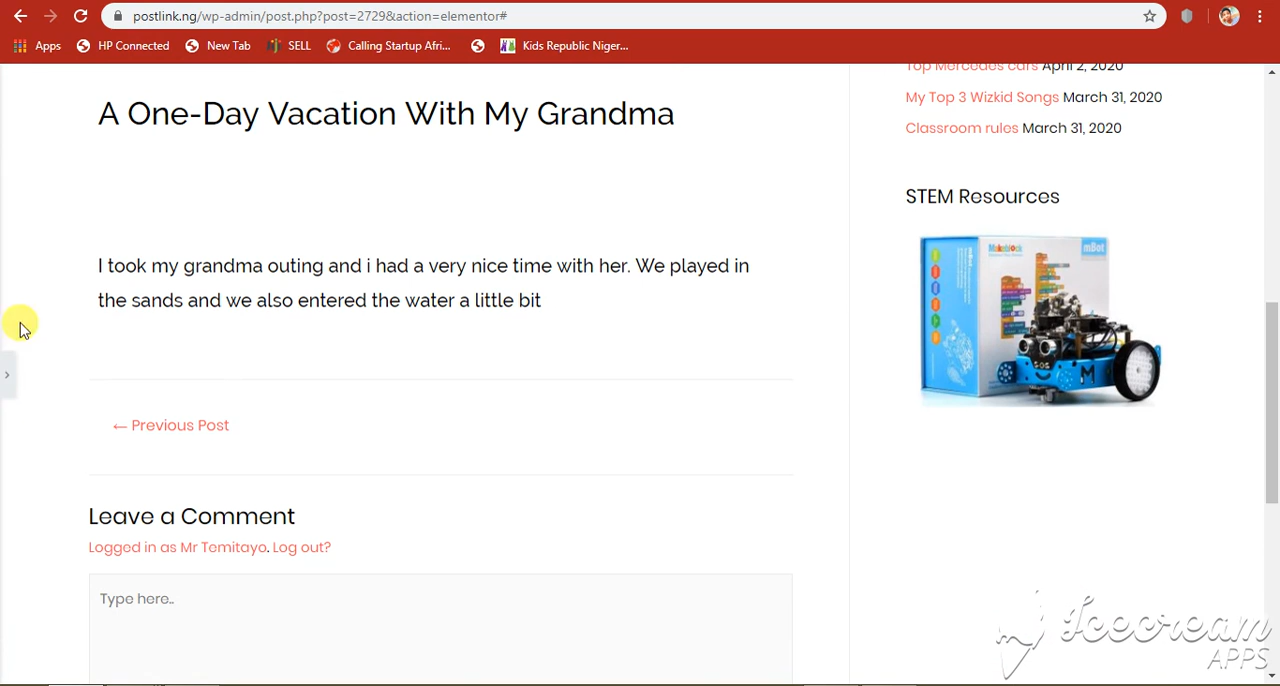 postlink.ng/wp-admin/post.php?post=2729&action=elementor#
Apps HP Connected New Tab SELL Calling Startup Afri... Kids Republic Niger...
A One-Day Vacation With My Grandma
I took my grandma outing and i had a very nice time with her. We played in
the sands and we also entered the water a little bit
← Previous Post
Leave a Comment
Logged in as Mr Temitayo. Log out?
Type here..
Top Mercedes cars April 2, 2020
My Top 3 Wizkid Songs March 31, 2020
Classroom rules March 31, 2020
STEM Resources
Makeblock mBot
M
Icecream
APPS